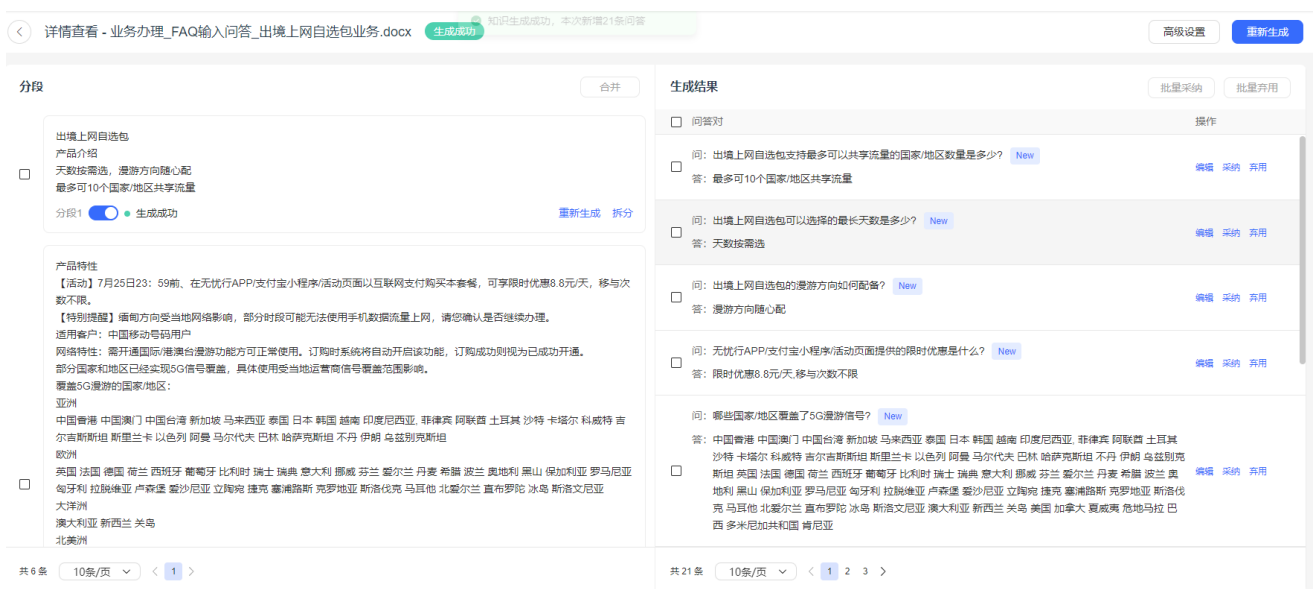 详情查看 - 业务办理_FAQ输入问答_出境上网自选包业务.docx
生成成功
知识生成成功，本次新增21条问答
高级设置
重新生成
分段
合并
出境上网自选包
产品介绍
天数按需选，漫游方向随心配
最多可10个国家/地区共享流量
分段1
生成成功
重新生成
拆分
产品特性
【活动】7月25日23：59前、在无忧行APP/支付宝小程序/活动页面以互联网支付购买本套餐，可享限时优惠8.8元/天，移与次
数不限。
【特别提醒】缅甸方向受当地网络影响，部分时段可能无法使用手机数据流量上网，请您确认是否继续办理。
适用客户：中国移动号码用户
网络特性：需开通国际/港澳台漫游功能方可正常使用。订购时系统将自动开启该功能，订购成功则视为已成功开通。
部分国家和地区已经实现5G信号覆盖，具体使用受当地运营商信号覆盖范围影响。
覆盖5G漫游的国家/地区：
亚洲
中国香港 中国澳门 中国台湾 新加坡 马来西亚 泰国 日本 韩国 越南 印度尼西亚, 菲律宾 阿联酋 土耳其 沙特 卡塔尔 科威特 吉
尔吉斯斯坦 斯里兰卡 以色列 阿曼 马尔代夫 巴林 哈萨克斯坦 不丹 伊朗 乌兹别克斯坦
欧洲
英国 法国 德国 荷兰 西班牙 葡萄牙 比利时 瑞士 瑞典 意大利 挪威 芬兰 爱尔兰 丹麦 希腊 波兰 奥地利 黑山 保加利亚 罗马尼亚
匈牙利 拉脱维亚 卢森堡 爱沙尼亚 立陶宛 捷克 塞浦路斯 克罗地亚 斯洛伐克 马耳他 北爱尔兰 直布罗陀 冰岛 斯洛文尼亚
大洋洲
澳大利亚 新西兰 关岛
北美洲
共6条
10条/页
1
生成结果
批量采纳
批量弃用
问答对
操作
问：出境上网自选包支持最多可以共享流量的国家/地区数量是多少？ New
答：最多可10个国家/地区共享流量
编辑 采纳 弃用
问：出境上网自选包可以选择的最长天数是多少？ New
答：天数按需选
编辑 采纳 弃用
问：出境上网自选包的漫游方向如何配备？ New
答：漫游方向随心配
编辑 采纳 弃用
问：无忧行APP/支付宝小程序/活动页面提供的限时优惠是什么？ New
答：限时优惠8.8元/天,移与次数不限
编辑 采纳 弃用
问：哪些国家/地区覆盖了5G漫游信号？ New
答：中国香港 中国澳门 中国台湾 新加坡 马来西亚 泰国 日本 韩国 越南 印度尼西亚, 菲律宾 阿联酋 土耳其
沙特 卡塔尔 科威特 吉尔吉斯斯坦 斯里兰卡 以色列 阿曼 马尔代夫 巴林 哈萨克斯坦 不丹 伊朗 乌兹别克
斯坦 英国 法国 德国 荷兰 西班牙 葡萄牙 比利时 瑞士 瑞典 意大利 挪威 芬兰 爱尔兰 丹麦 希腊 波兰 奥
地利 黑山 保加利亚 罗马尼亚 匈牙利 拉脱维亚 卢森堡 爱沙尼亚 立陶宛 捷克 塞浦路斯 克罗地亚 斯洛伐
克 马耳他 北爱尔兰 直布罗陀 冰岛 斯洛文尼亚 澳大利亚 新西兰 关岛 美国 加拿大 夏威夷 危地马拉 巴
西 多米尼加共和国 肯尼亚
编辑 采纳 弃用
共21条
10条/页
1 2 3